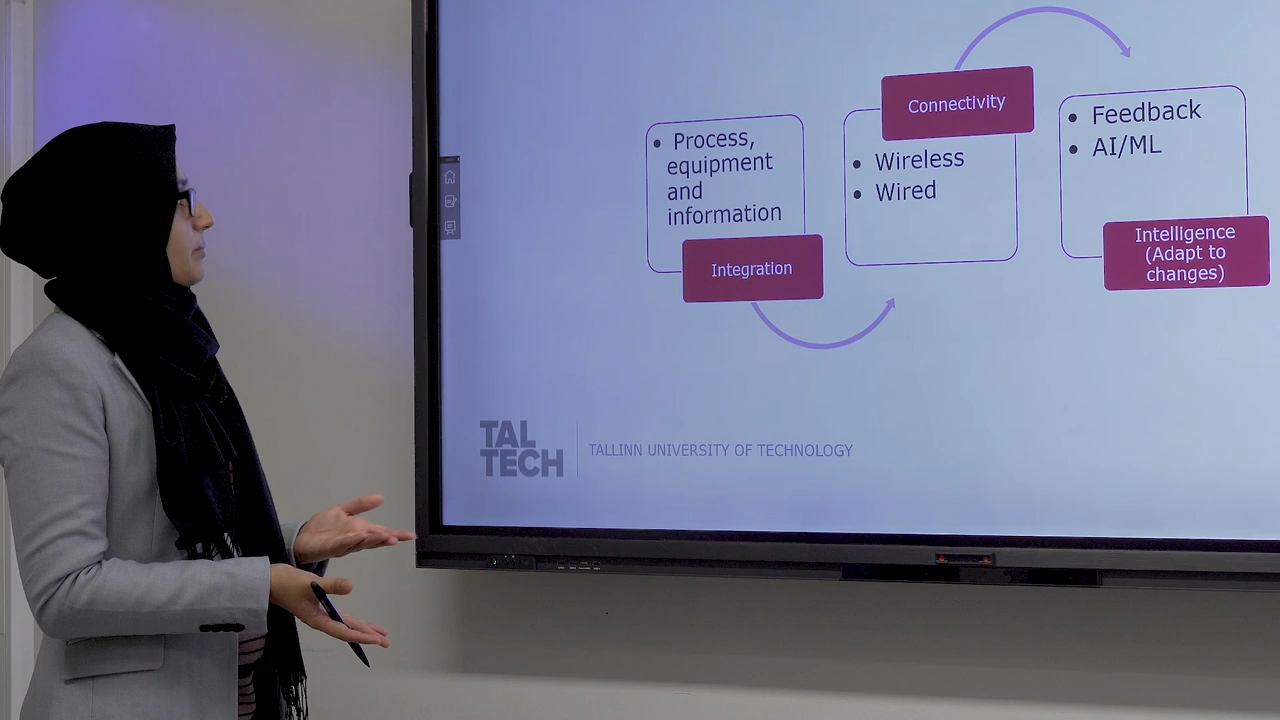 • Process,
equipment
and
information
Integration
Connectivity
• Wireless
• Wired
• Feedback
• AI/ML
Intelligence
(Adapt to
changes)
TAL
TECH
TALLINN UNIVERSITY OF TECHNOLOGY